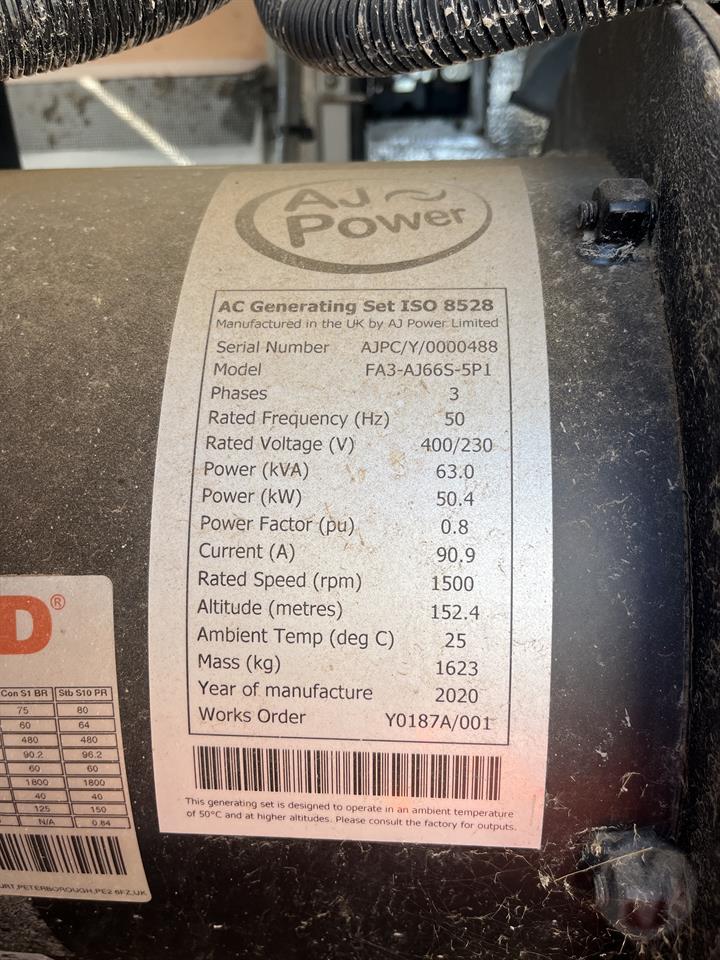 AJ
Power
AC Generating Set ISO 8528
Manufactured in the UK by AJ Power Limited
Serial Number AJPC/Y/0000488
Model FA3-AJ66S-5P1
Phases 3
Rated Frequency (Hz) 50
Rated Voltage (V) 400/230
Power (kVA) 63.0
Power (kW) 50.4
Power Factor (pu) 0.8
Current (A) 90.9
Rated Speed (rpm) 1500
Altitude (metres) 152.4
Ambient Temp (deg C) 25
Mass (kg) 1623
Year of manufacture 2020
Works Order Y0187A/001
This generating set is designed to operate in an ambient temperature
of 50°C and at higher altitudes. Please consult the factory for outputs.
D®
Con S1 BR Stb S10 PR
75 80
60 64
480 480
90.2 96.2
60 60
1800 1800
40 40
125 150
N/A 0.84
PETERBOROUGH,PE2 6FZ,UK